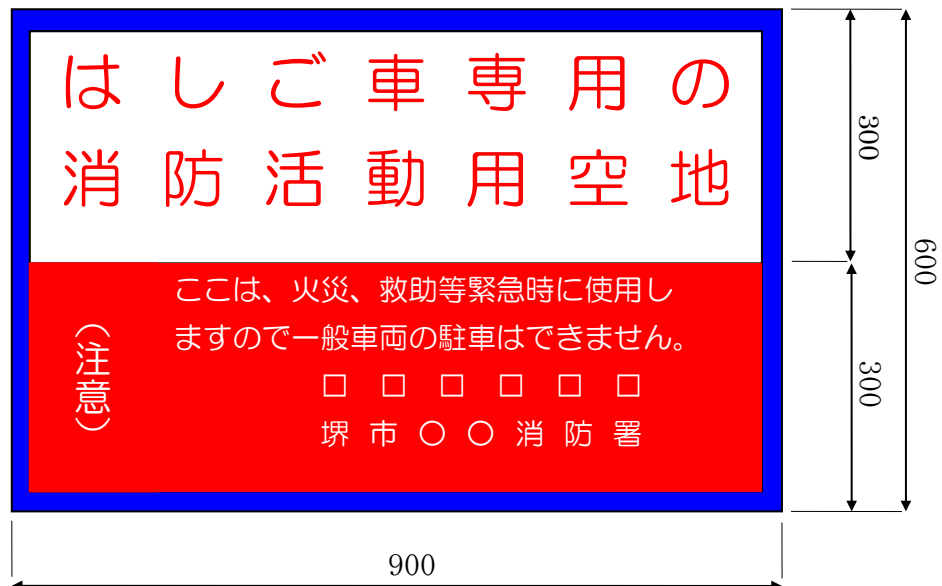 はしご車専用の
消防活動用空地
（注意）
ここは、火災、救助等緊急時に使用し
ますので一般車両の駐車はできません。
□□□□□□
堺市〇〇消防署
300
300
600
900